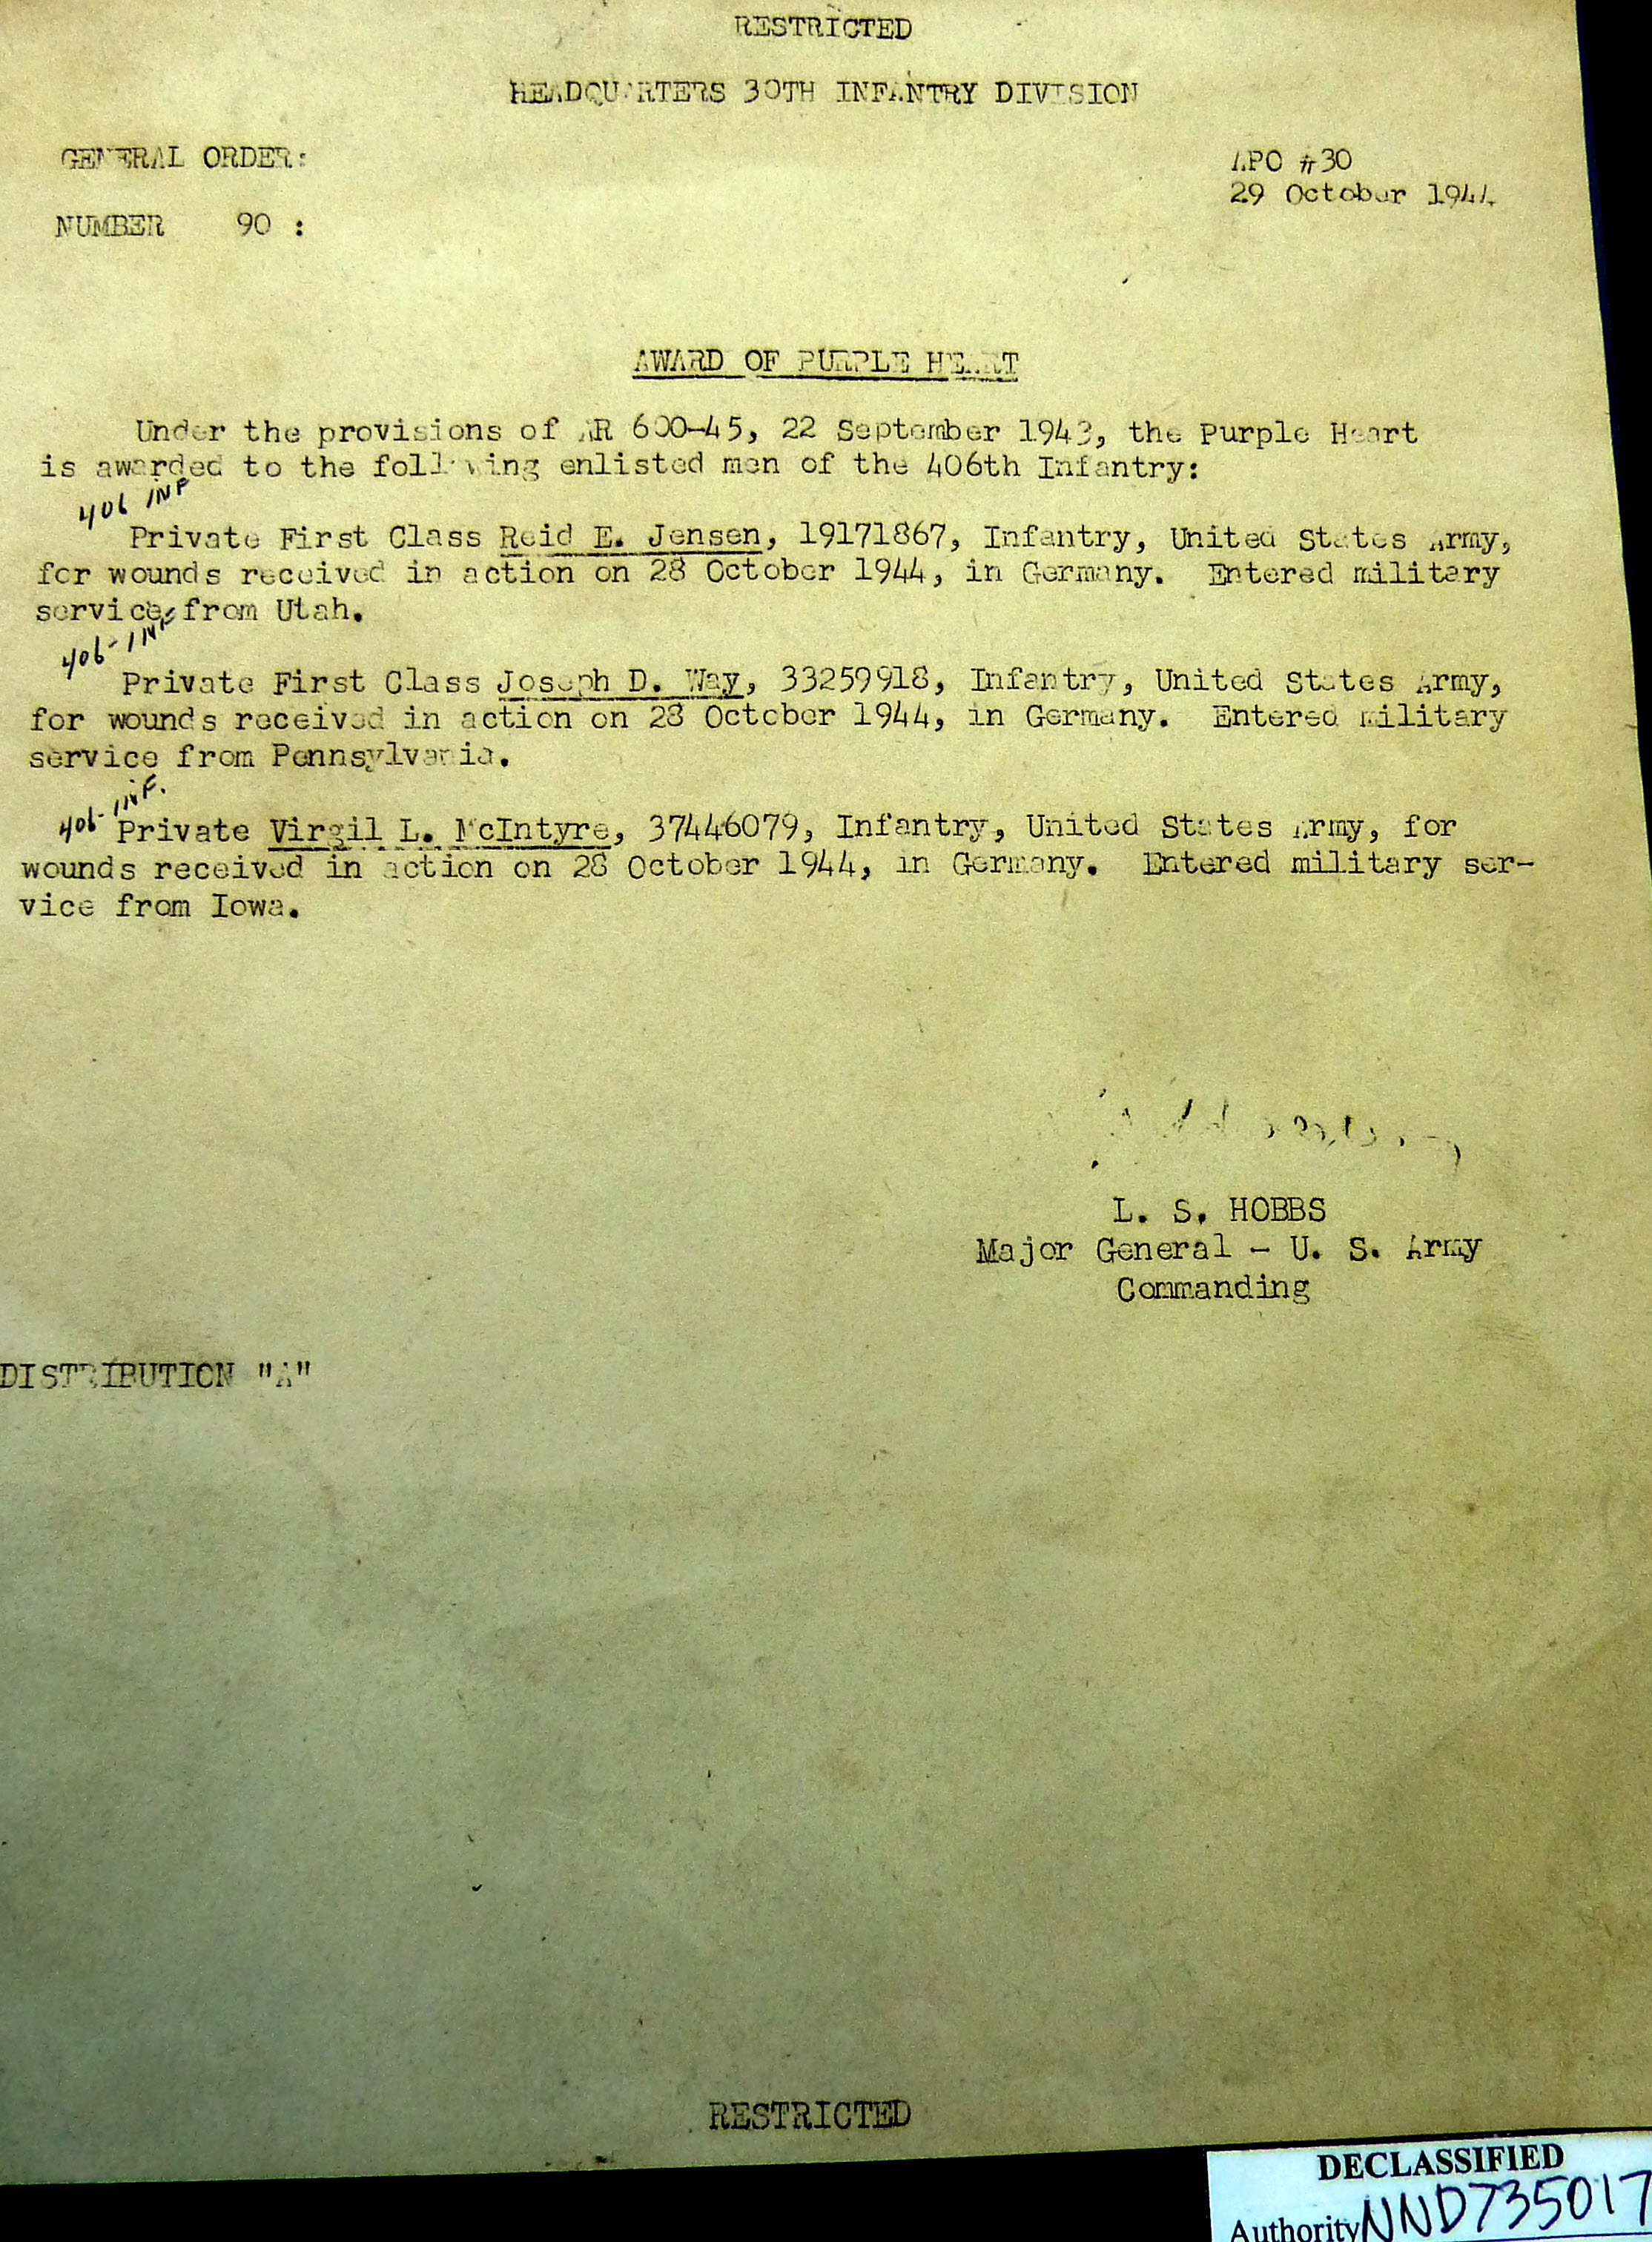 RESTRICTED
HEADQUARTERS 30TH INFANTRY DIVISION
GENERAL ORDER:
APO #30
29 October 1944
NUMBER 90 :
AWARD OF PURPLE HEART
Under the provisions of AR 600-45, 22 September 1943, the Purple Heart
is awarded to the following enlisted men of the 406th Infantry:
406 INF
Private First Class Reid E. Jensen, 19171867, Infantry, United States Army,
for wounds received in action on 28 October 1944, in Germany. Entered military
service from Utah.
406-INF
Private First Class Joseph D. Way, 33259918, Infantry, United States Army,
for wounds received in action on 28 October 1944, in Germany. Entered military
service from Pennsylvania.
406-INF.
Private Virgil L. McIntyre, 37446079, Infantry, United States Army, for
wounds received in action on 28 October 1944, in Germany. Entered military ser-
vice from Iowa.
L. S. HOBBS
Major General - U. S. Army
Commanding
DISTRIBUTION "A"
RESTRICTED
DECLASSIFIED
Authority NND735017